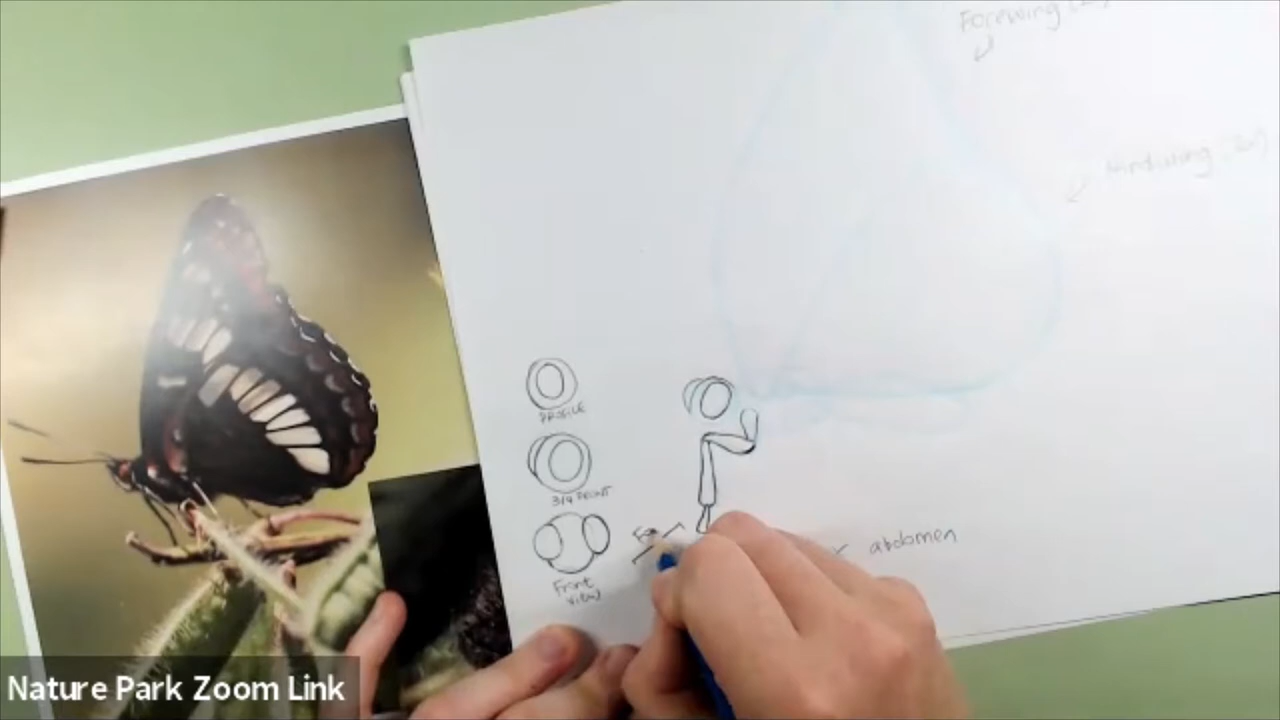 Forewing
Hindwing
PROFILE
3/4 FRONT
Front
view
abdomen
Nature Park Zoom Link